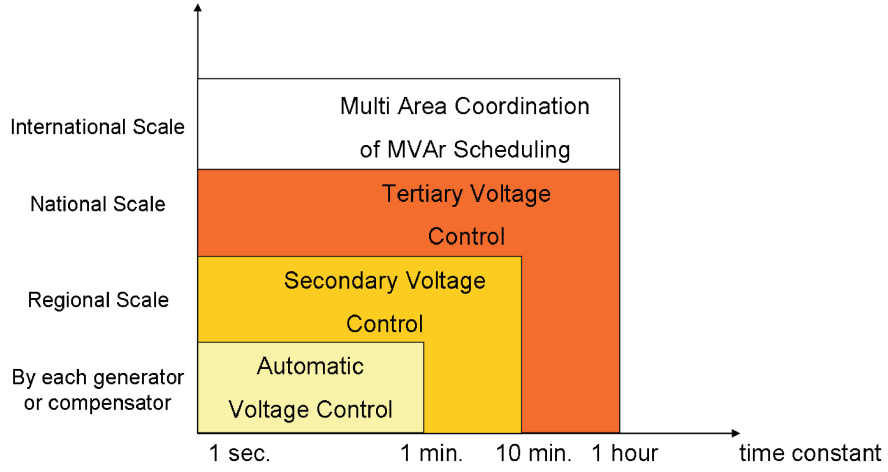 International Scale
Multi Area Coordination
of MVAr Scheduling
National Scale
Tertiary Voltage
Control
Regional Scale
Secondary Voltage
Control
By each generator
or compensator
Automatic
Voltage Control
1 sec.
1 min.
10 min.
1 hour
time constant